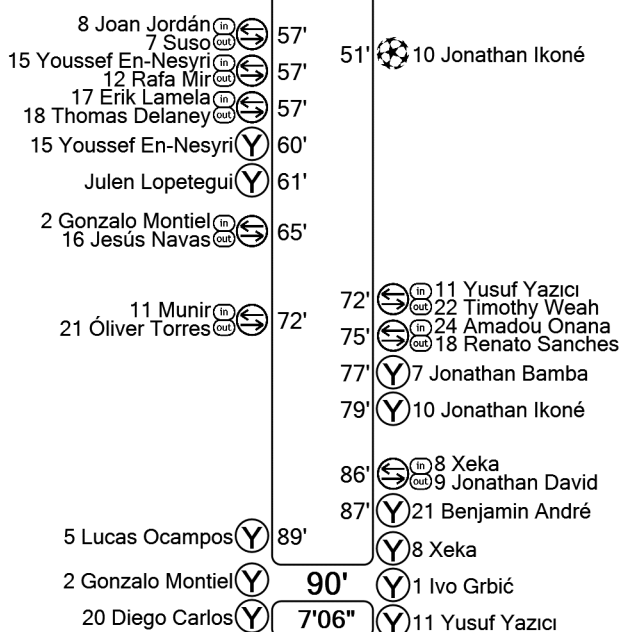 8 Joan Jordán in
7 Suso out
57'
51' 10 Jonathan Ikoné
15 Youssef En-Nesyri in
12 Rafa Mir out
57'
17 Erik Lamela in
18 Thomas Delaney out
57'
15 Youssef En-Nesyri Y 60'
Julen Lopetegui Y 61'
2 Gonzalo Montiel in
16 Jesús Navas out
65'
72' in 11 Yusuf Yazıcı
out 22 Timothy Weah
11 Munir in
21 Óliver Torres out
72'
75' in 24 Amadou Onana
out 18 Renato Sanches
77' Y 7 Jonathan Bamba
79' Y 10 Jonathan Ikoné
86' in 8 Xeka
out 9 Jonathan David
87' Y 21 Benjamin André
5 Lucas Ocampos Y 89'
Y 8 Xeka
2 Gonzalo Montiel Y 90' Y 1 Ivo Grbić
20 Diego Carlos Y 7'06" Y 11 Yusuf Yazıcı